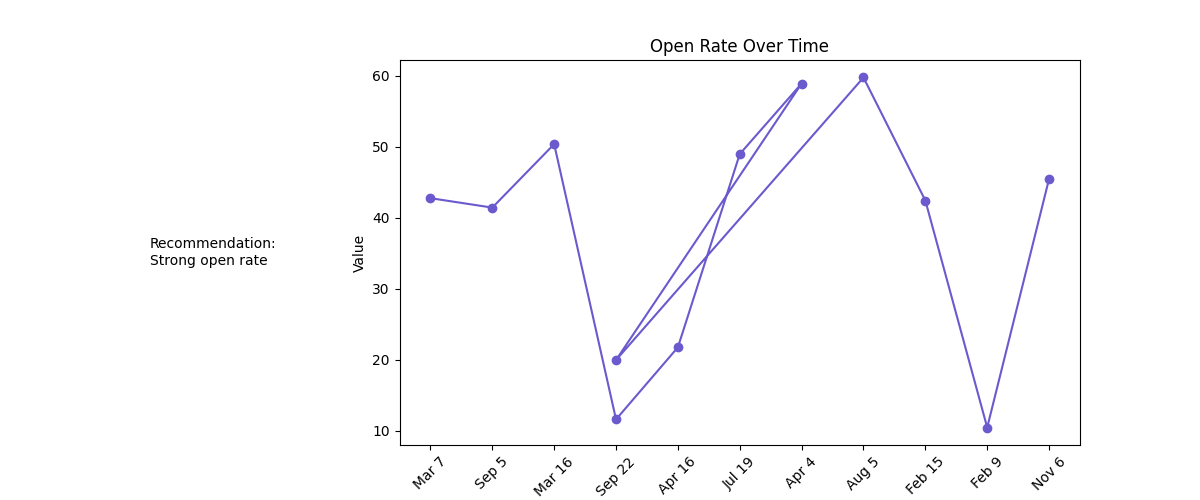 Open Rate Over Time
Recommendation:
Strong open rate
Value
60
50
40
30
20
10
Mar 7
Sep 5
Mar 16
Sep 22
Apr 16
Jul 19
Apr 4
Aug 5
Feb 15
Feb 9
Nov 6